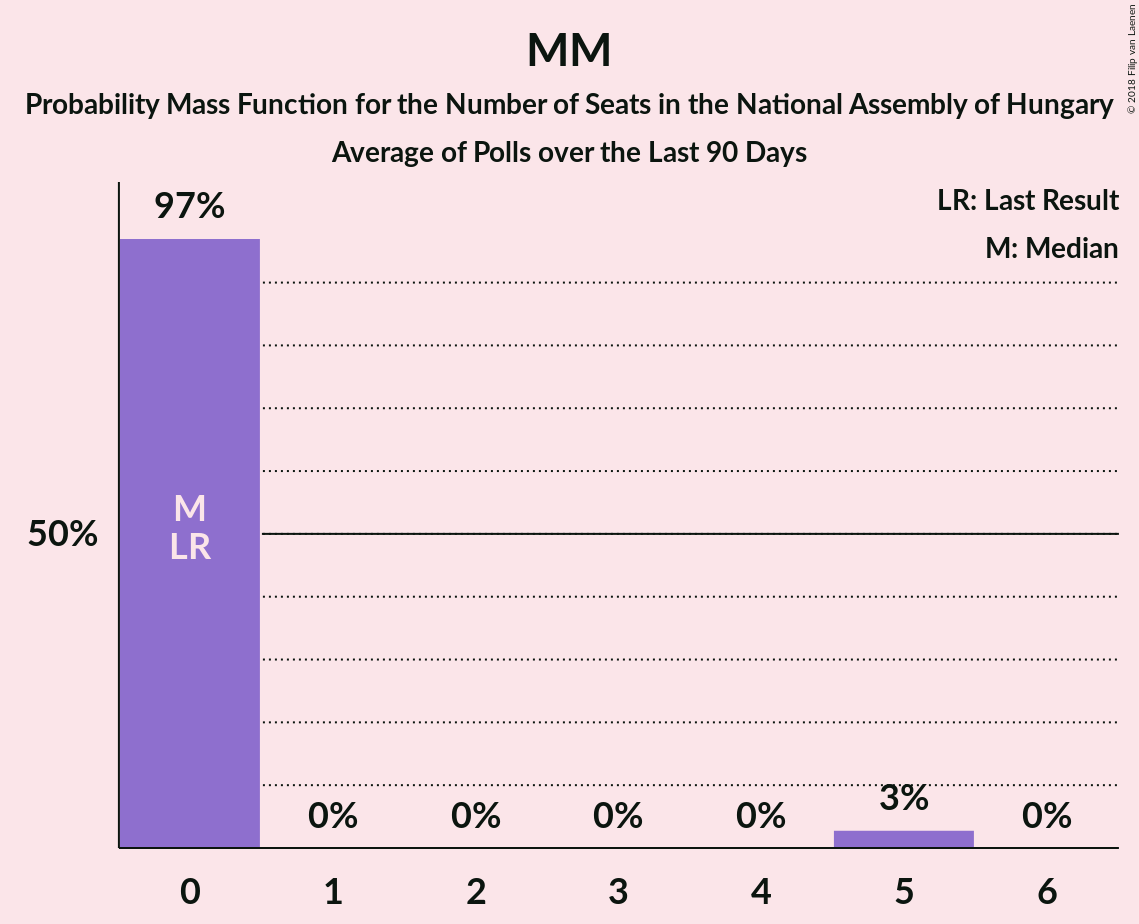 MM
Probability Mass Function for the Number of Seats in the National Assembly of Hungary
Average of Polls over the Last 90 Days
© 2018 Filip van Laenen
LR: Last Result
M: Median
97%
50%
M
LR
0%
0%
0%
0%
3%
0%
0
1
2
3
4
5
6